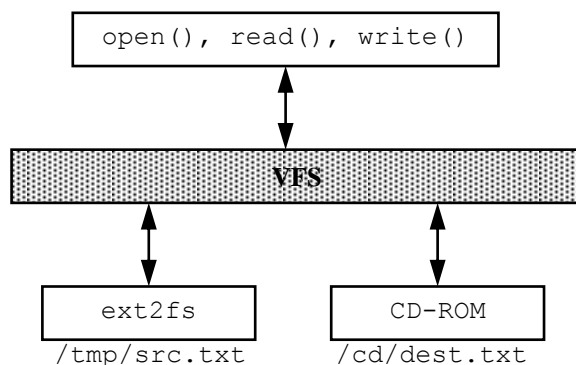 open(), read(), write()
VFS
ext2fs
CD-ROM
/tmp/src.txt
/cd/dest.txt